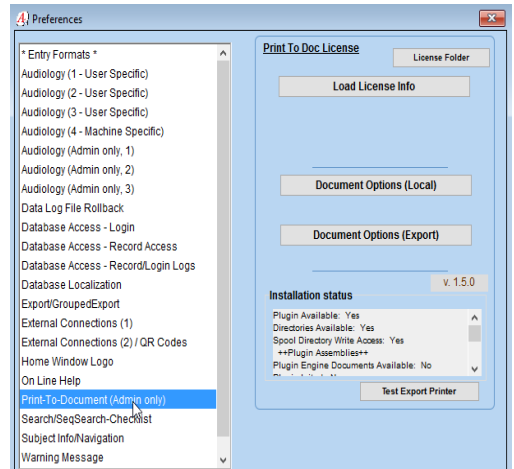 Preferences
* Entry Formats *
Audiology (1 - User Specific)
Audiology (2 - User Specific)
Audiology (3 - User Specific)
Audiology (4 - Machine Specific)
Audiology (Admin only, 1)
Audiology (Admin only, 2)
Audiology (Admin only, 3)
Data Log File Rollback
Database Access - Login
Database Access - Record Access
Database Access - Record/Login Logs
Database Localization
Export/GroupedExport
External Connections (1)
External Connections (2) / QR Codes
Home Window Logo
On Line Help
Print-To-Document (Admin only)
Search/SeqSearch-Checklist
Subject Info/Navigation
Warning Message
Print To Doc License
License Folder
Load License Info
Document Options (Local)
Document Options (Export)
v. 1.5.0
Installation status
Plugin Available: Yes
Directories Available: Yes
Spool Directory Write Access: Yes
++Plugin Assemblies++
Plugin Engine Documents Available: No
Test Export Printer